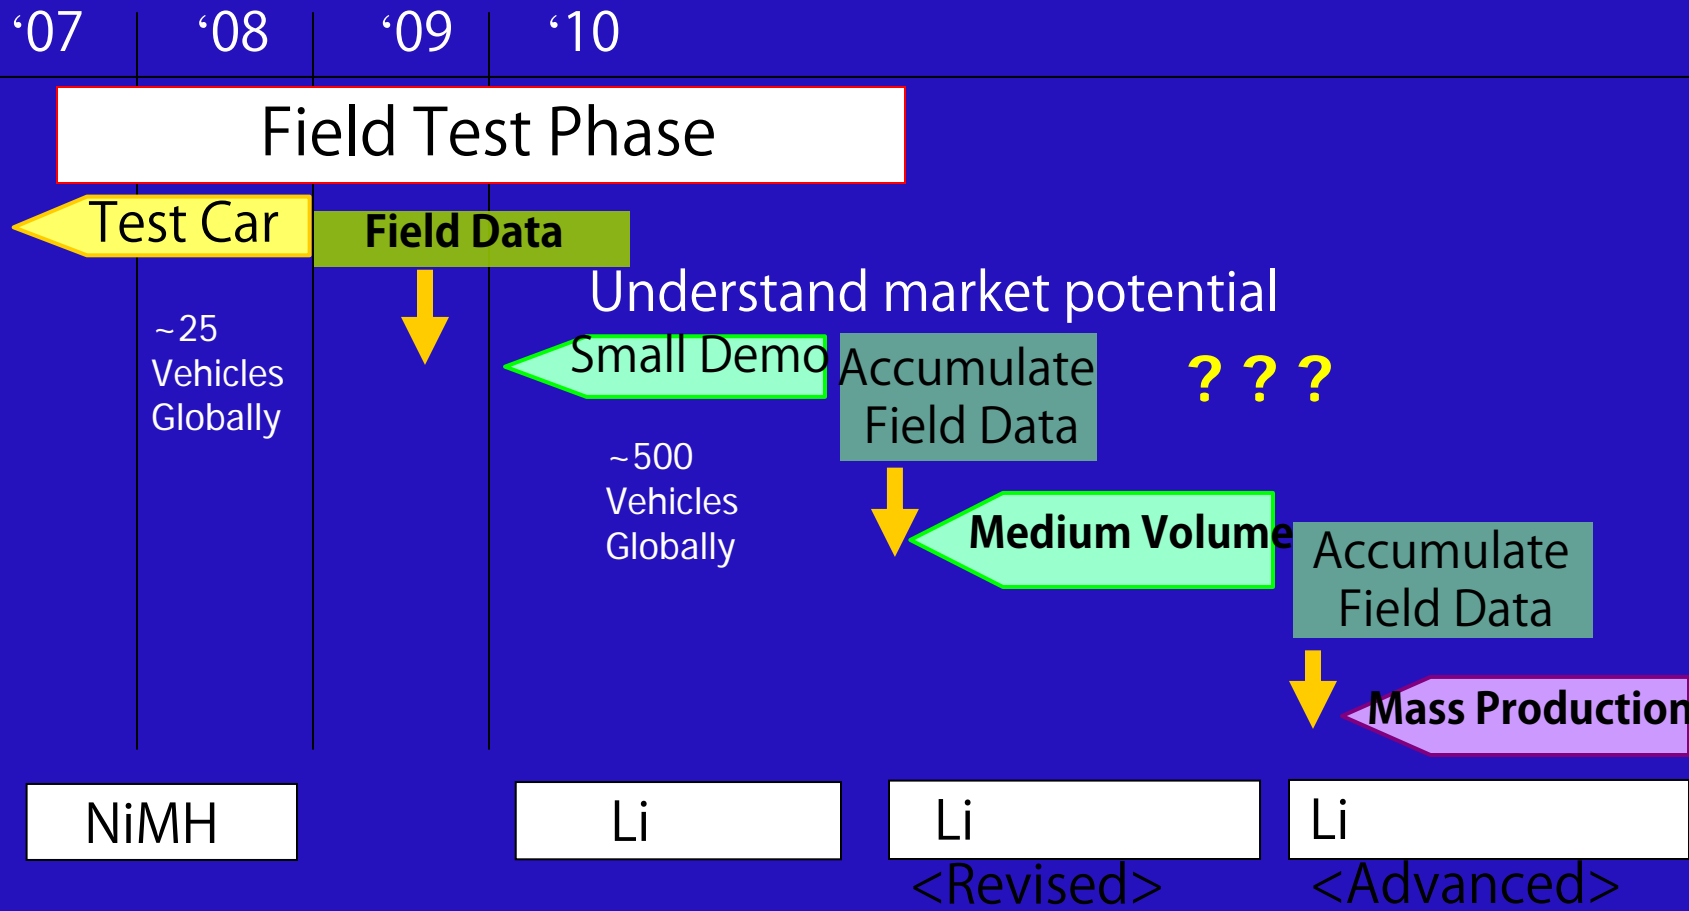 ‘07 ‘08 ‘09 ‘10
Field Test Phase
Test Car
Field Data
~25
Vehicles
Globally
Understand market potential
Small Demo
Accumulate
Field Data
? ? ?
~500
Vehicles
Globally
Medium Volume
Accumulate
Field Data
Mass Production
NiMH
Li
Li
<Revised>
Li
<Advanced>